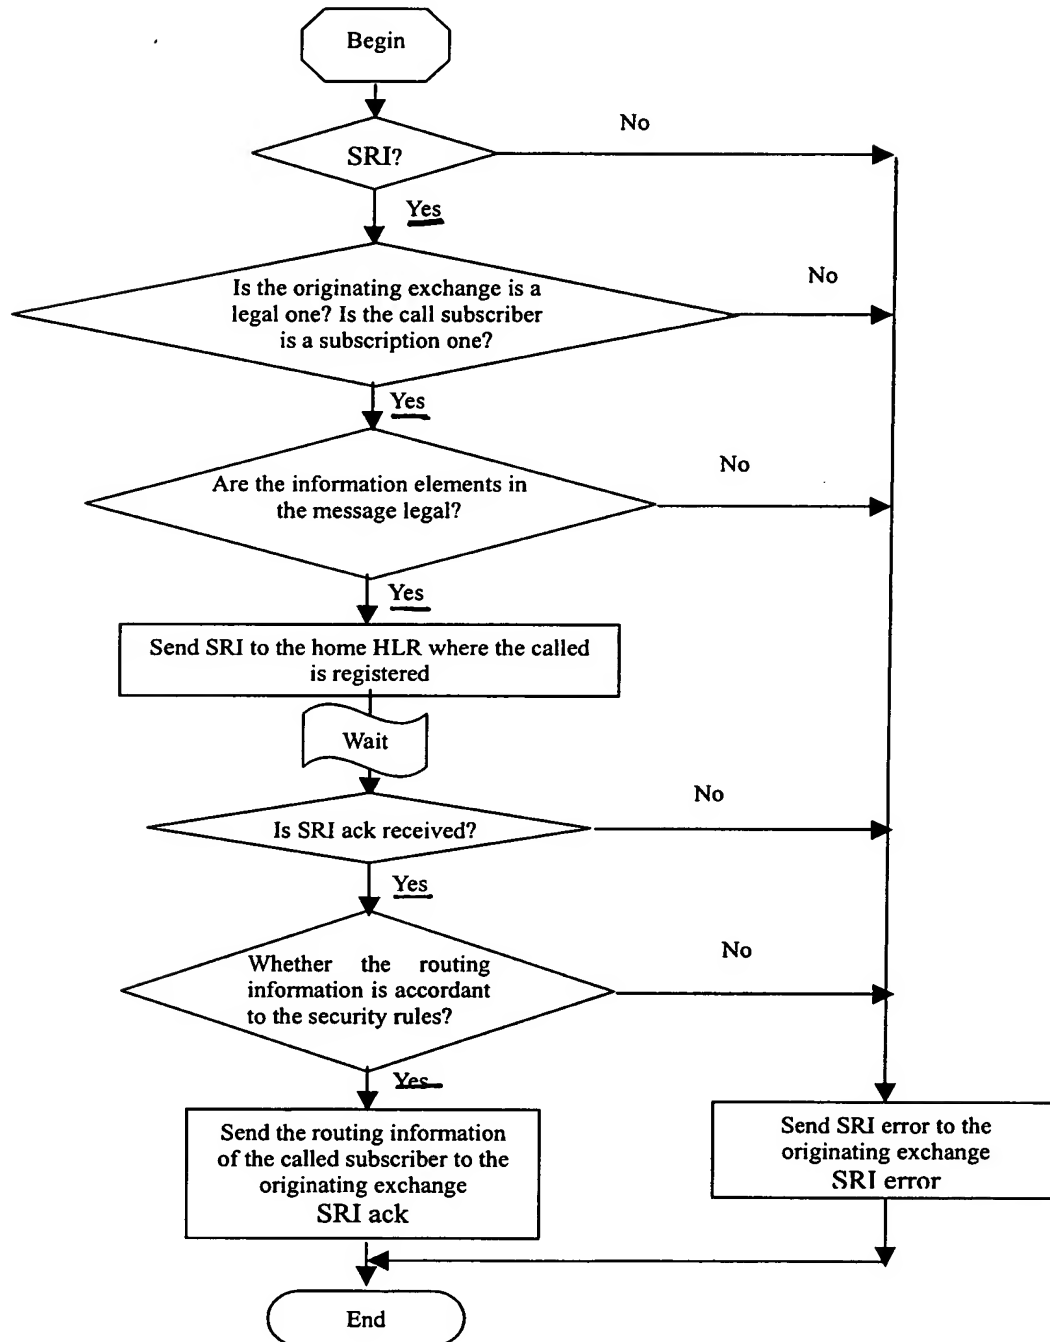 Begin
No
SRI?
Yes
No
Is the originating exchange is a
legal one? Is the call subscriber
is a subscription one?
Yes
No
Are the information elements in
the message legal?
Yes
Send SRI to the home HLR where the called
is registered
Wait
No
Is SRI ack received?
Yes
No
Whether the routing
information is accordant
to the security rules?
Yes
Send the routing information
of the called subscriber to the
originating exchange
SRI ack
Send SRI error to the
originating exchange
SRI error
End